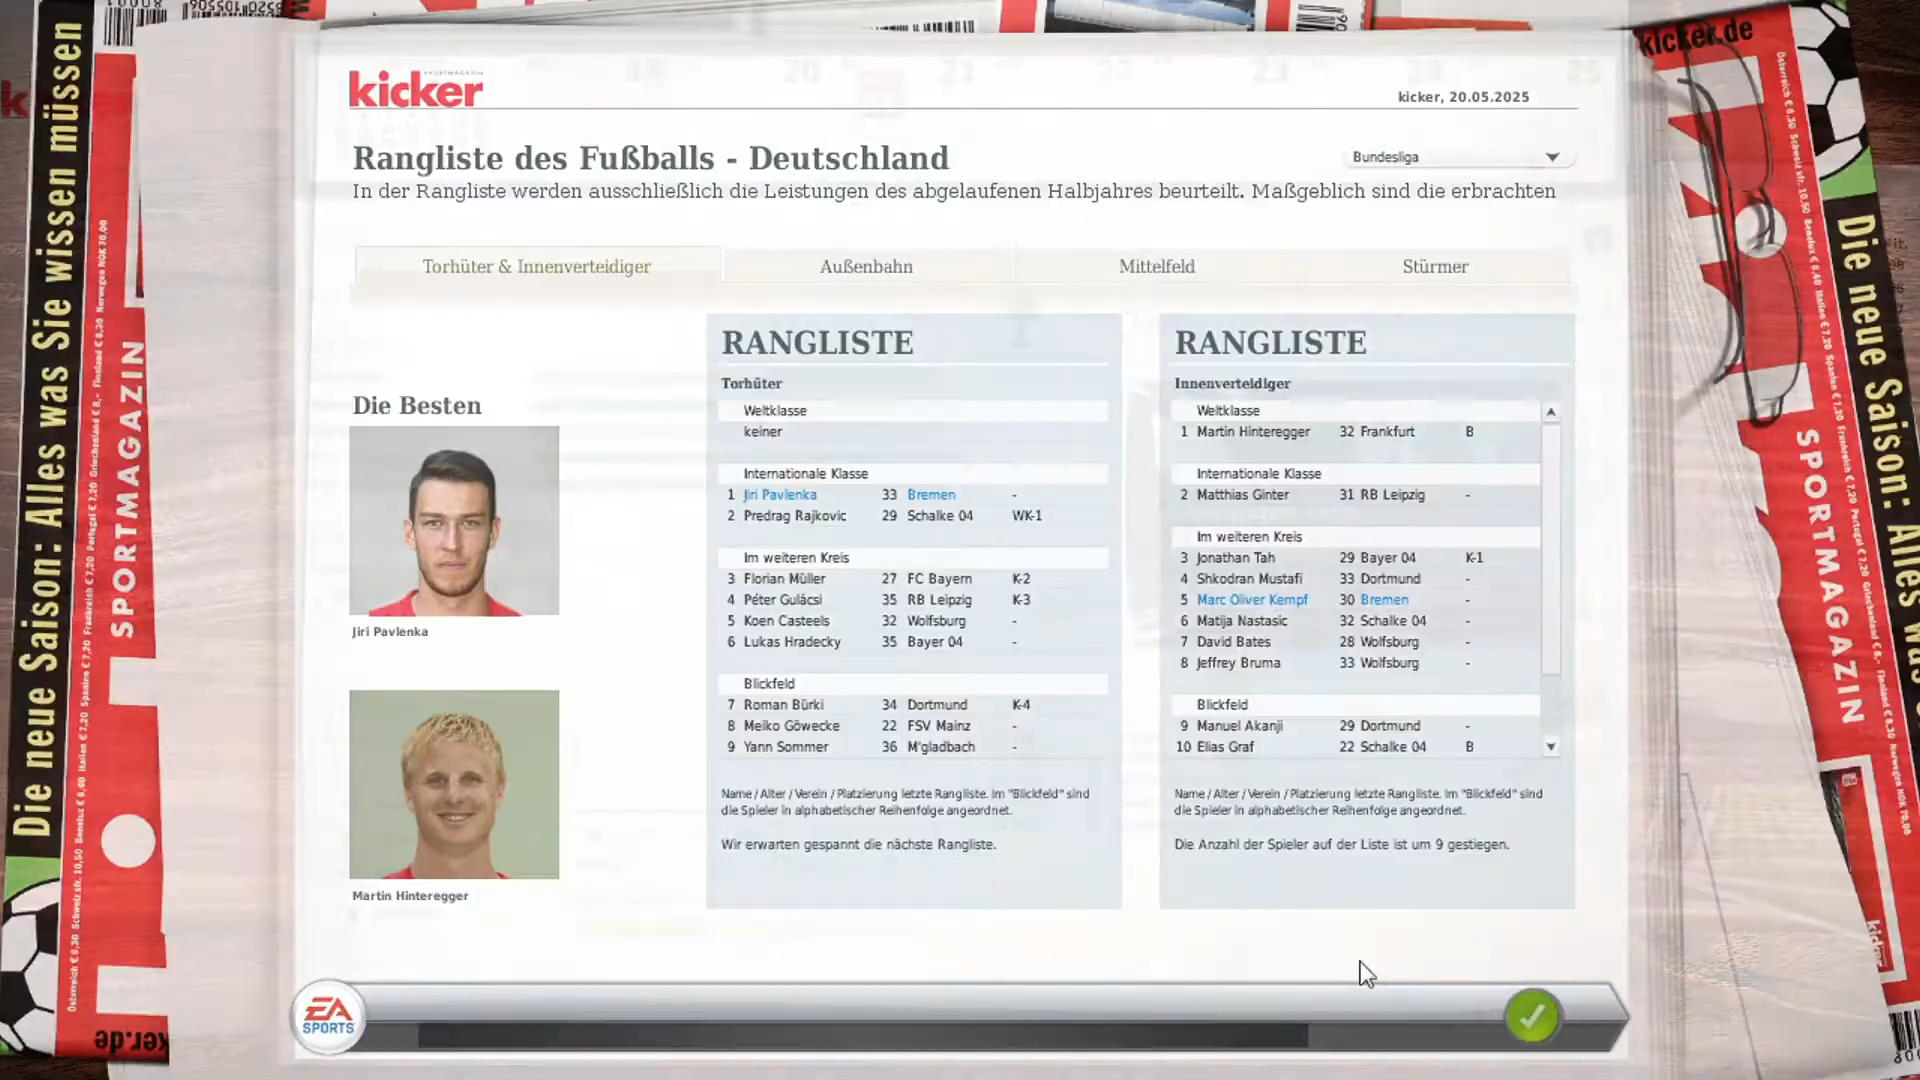 kicker
SPORTMAGAZIN
kicker, 20.05.2025
Rangliste des Fußballs - Deutschland
Bundesliga
In der Rangliste werden ausschließlich die Leistungen des abgelaufenen Halbjahres beurteilt. Maßgeblich sind die erbrachten
Torhüter & Innenverteidiger
Außenbahn
Mittelfeld
Stürmer
Die Besten
Jiri Pavlenka
Martin Hinteregger
RANGLISTE
Torhüter
Weltklasse
keiner
Internationale Klasse
1 Jiri Pavlenka 33 Bremen -
2 Predrag Rajkovic 29 Schalke 04 WK-1
Im weiteren Kreis
3 Florian Müller 27 FC Bayern K-2
4 Péter Gulácsi 35 RB Leipzig K-3
5 Koen Casteels 32 Wolfsburg -
6 Lukas Hradecky 35 Bayer 04 -
Blickfeld
7 Roman Bürki 34 Dortmund K-4
8 Meiko Göwecke 22 FSV Mainz -
9 Yann Sommer 36 M'gladbach -
Name / Alter / Verein / Platzierung letzte Rangliste. Im "Blickfeld" sind
die Spieler in alphabetischer Reihenfolge angeordnet.
Wir erwarten gespannt die nächste Rangliste.
RANGLISTE
Innenverteidiger
Weltklasse
1 Martin Hinteregger 32 Frankfurt B
Internationale Klasse
2 Matthias Ginter 31 RB Leipzig -
Im weiteren Kreis
3 Jonathan Tah 29 Bayer 04 K-1
4 Shkodran Mustafi 33 Dortmund -
5 Marc Oliver Kempf 30 Bremen -
6 Matija Nastasic 32 Schalke 04 -
7 David Bates 28 Wolfsburg -
8 Jeffrey Bruma 33 Wolfsburg -
Blickfeld
9 Manuel Akanji 29 Dortmund -
10 Elias Graf 22 Schalke 04 B
Name / Alter / Verein / Platzierung letzte Rangliste. Im "Blickfeld" sind
die Spieler in alphabetischer Reihenfolge angeordnet.
Die Anzahl der Spieler auf der Liste ist um 9 gestiegen.
EA
SPORTS
Die neue Saison: Alles was Sie wissen müssen
SPORTMAGAZIN
kicker.de
Die neue Saison: Alles was
SPORTMAGAZIN
kicker